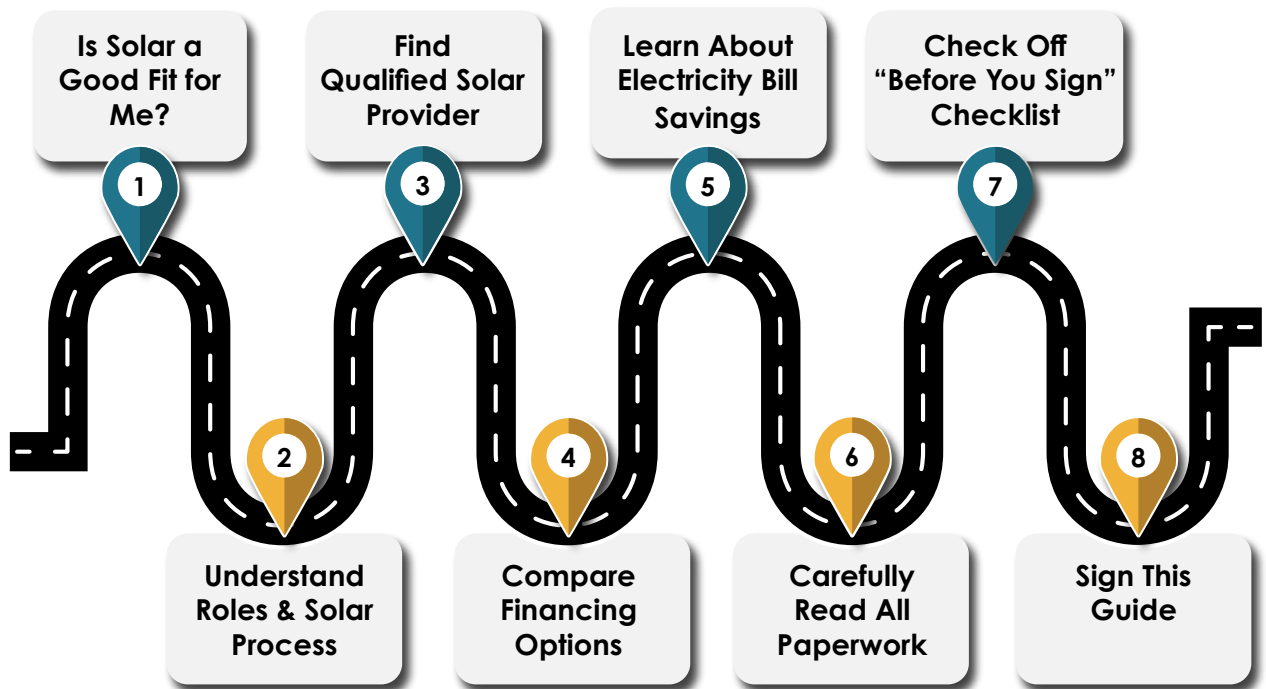 Is Solar a
Good Fit for
Me?
1
Understand
Roles & Solar
Process
2
Find
Qualified Solar
Provider
3
Compare
Financing
Options
4
Learn About
Electricity Bill
Savings
5
Carefully
Read All
Paperwork
6
Check Off
“Before You Sign”
Checklist
7
Sign This
Guide
8